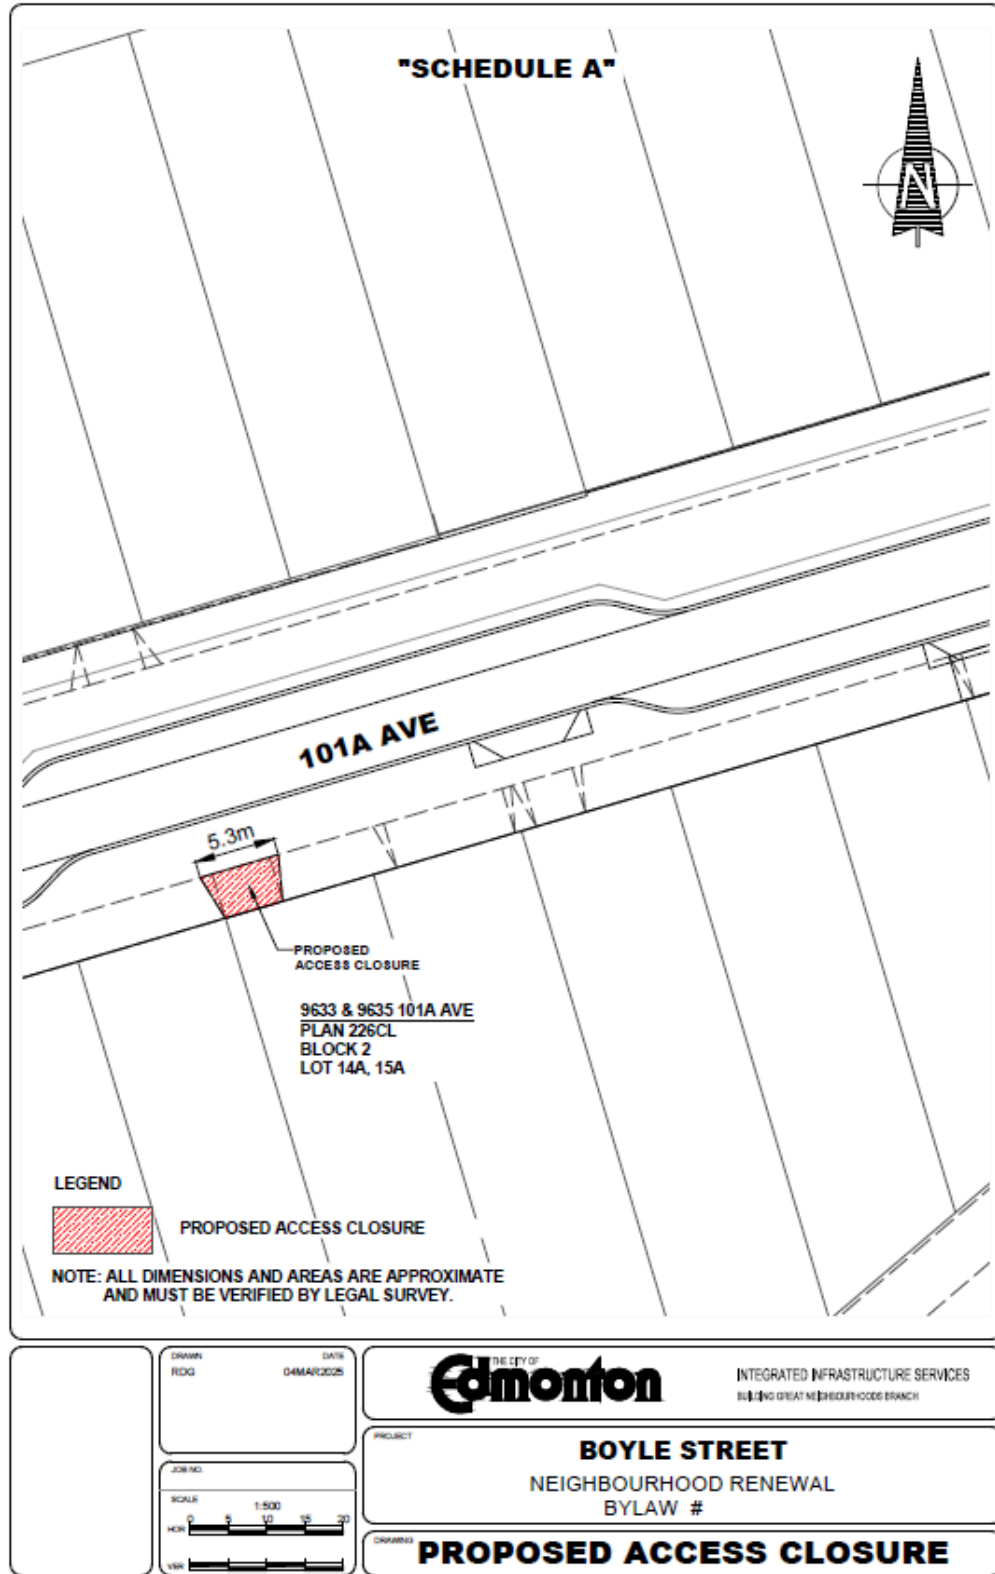 "SCHEDULE A"
N
101A AVE
5.3m
PROPOSED
ACCESS CLOSURE
9633 & 9635 101A AVE
PLAN 226CL
BLOCK 2
LOT 14A, 15A
LEGEND
PROPOSED ACCESS CLOSURE
NOTE: ALL DIMENSIONS AND AREAS ARE APPROXIMATE
AND MUST BE VERIFIED BY LEGAL SURVEY.
DRAWN DATE
RDG 04MAR2025
JOB NO.
SCALE 1:500
0 5 10 15 20
HOR
VER
THE CITY OF
Edmonton
INTEGRATED INFRASTRUCTURE SERVICES
BUILDING GREAT NEIGHBOURHOODS BRANCH
PROJECT
BOYLE STREET
NEIGHBOURHOOD RENEWAL
BYLAW #
DRAWING
PROPOSED ACCESS CLOSURE